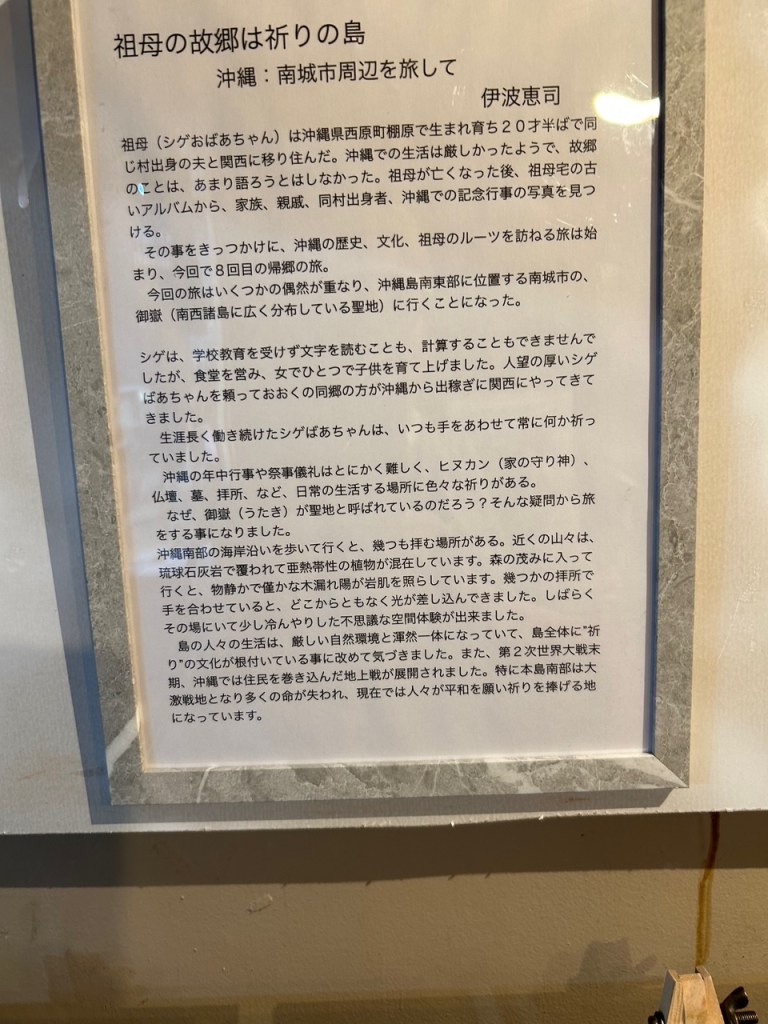 祖母の故郷は祈りの島
沖縄：南城市周辺を旅して
伊波恵司
祖母（シゲおばあちゃん）は沖縄県西原町棚原で生まれ育ち２０才半ばで同
じ村出身の夫と関西に移り住んだ。沖縄での生活は厳しかったようで、故郷
のことは、あまり語ろうとはしなかった。祖母が亡くなった後、祖母宅の古
いアルバムから、家族、親戚、同村出身者、沖縄での記念行事の写真を見つ
ける。
その事をきっつかけに、沖縄の歴史、文化、祖母のルーツを訪ねる旅は始
まり、今回で８回目の帰郷の旅。
今回の旅はいくつかの偶然が重なり、沖縄島南東部に位置する南城市の、
御嶽（南西諸島に広く分布している聖地）に行くことになった。
シゲは、学校教育を受けず文字を読むことも、計算することもできませんで
したが、食堂を営み、女でひとつで子供を育て上げました。人望の厚いシゲ
ばあちゃんを頼っておおくの同郷の方が沖縄から出稼ぎに関西にやってきて
きました。
生涯長く働き続けたシゲばあちゃんは、いつも手をあわせて常に何か祈っ
ていました。
沖縄の年中行事や祭事儀礼はとにかく難しく、ヒヌカン（家の守り神）、
仏壇、墓、拝所、など、日常の生活する場所に色々な祈りがある。
なぜ、御嶽（うたき）が聖地と呼ばれているのだろう？そんな疑問から旅
をする事になりました。
沖縄南部の海岸沿いを歩いて行くと、幾つも拝む場所がある。近くの山々は、
琉球石灰岩で覆われて亜熱帯性の植物が混在しています。森の茂みに入って
行くと、物静かで僅かな木漏れ陽が岩肌を照らしています。幾つかの拝所で
手を合わせていると、どこからともなく光が差し込んできました。しばらく
その場にいて少し冷んやりした不思議な空間体験が出来ました。
島の人々の生活は、厳しい自然環境と渾然一体になっていて、島全体に"祈
り"の文化が根付いている事に改めて気づきました。また、第２次世界大戦末
期、沖縄では住民を巻き込んだ地上戦が展開されました。特に本島南部は大
激戦地となり多くの命が失われ、現在では人々が平和を願い祈りを捧げる地
になっています。